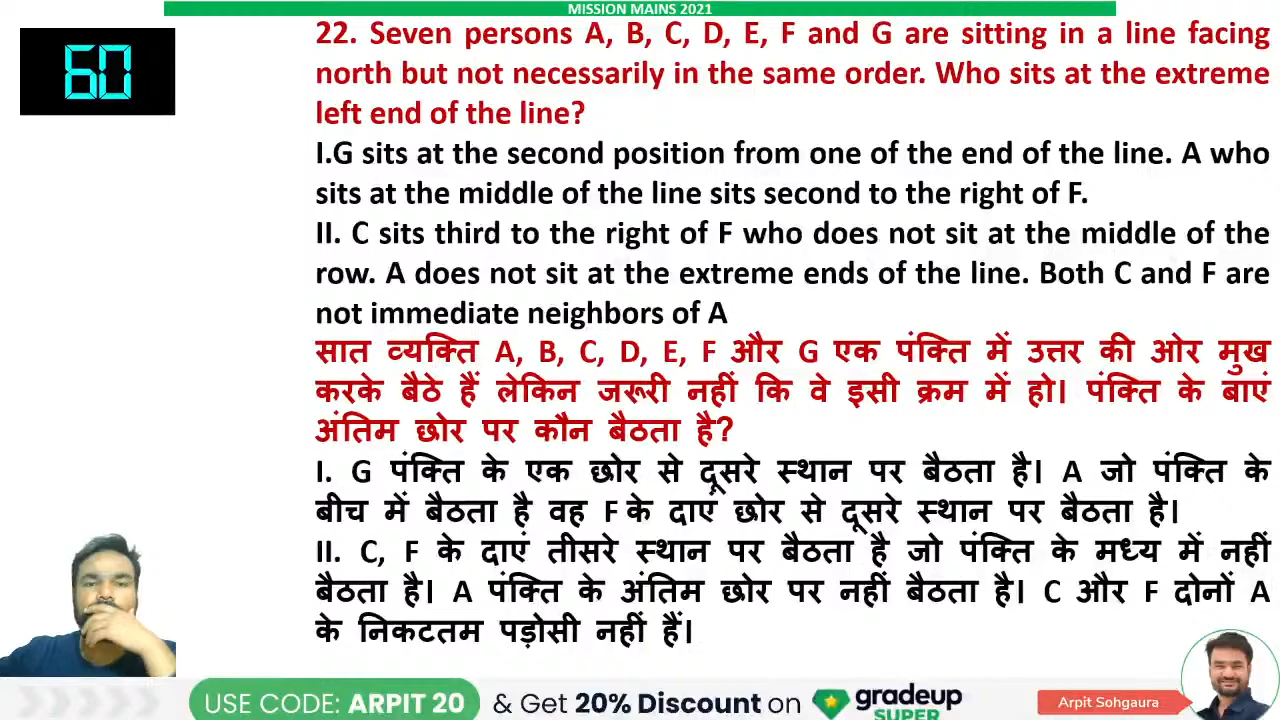 MISSION MAINS 2021
60
22. Seven persons A, B, C, D, E, F and G are sitting in a line facing
north but not necessarily in the same order. Who sits at the extreme
left end of the line?
I.G sits at the second position from one of the end of the line. A who
sits at the middle of the line sits second to the right of F.
II. C sits third to the right of F who does not sit at the middle of the
row. A does not sit at the extreme ends of the line. Both C and F are
not immediate neighbors of A
सात व्यक्ति A, B, C, D, E, F और G एक पंक्ति में उत्तर की ओर मुख
करके बैठे हैं लेकिन जरूरी नहीं कि वे इसी क्रम में हो। पंक्ति के बाएं
अंतिम छोर पर कौन बैठता है?
I. G पंक्ति के एक छोर से दूसरे स्थान पर बैठता है। A जो पंक्ति के
बीच में बैठता है वह F के दाएं छोर से दूसरे स्थान पर बैठता है।
II. C, F के दाएं तीसरे स्थान पर बैठता है जो पंक्ति के मध्य में नहीं
बैठता है। A पंक्ति के अंतिम छोर पर नहीं बैठता है। C और F दोनों A
के निकटतम पड़ोसी नहीं हैं।
USE CODE: ARPIT 20 & Get 20% Discount on gradeup SUPER
Arpit Sohgaura